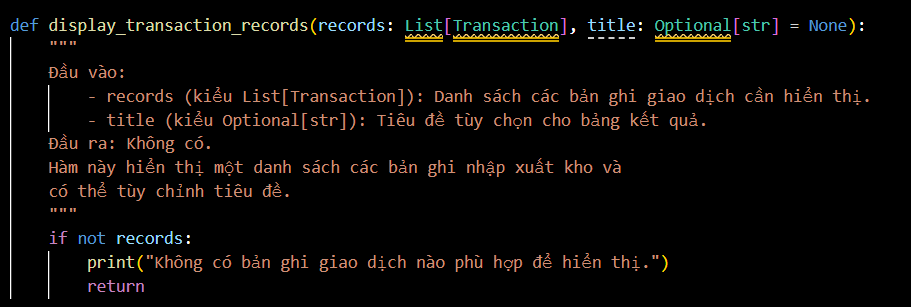 def display_transaction_records(records: List[Transaction], title: Optional[str] = None):
"""
Đầu vào:
- records (kiểu List[Transaction]): Danh sách các bản ghi giao dịch cần hiển thị.
- title (kiểu Optional[str]): Tiêu đề tùy chọn cho bảng kết quả.
Đầu ra: Không có.
Hàm này hiển thị một danh sách các bản ghi nhập xuất kho và
có thể tùy chỉnh tiêu đề.
"""
if not records:
print("Không có bản ghi giao dịch nào phù hợp để hiển thị.")
return